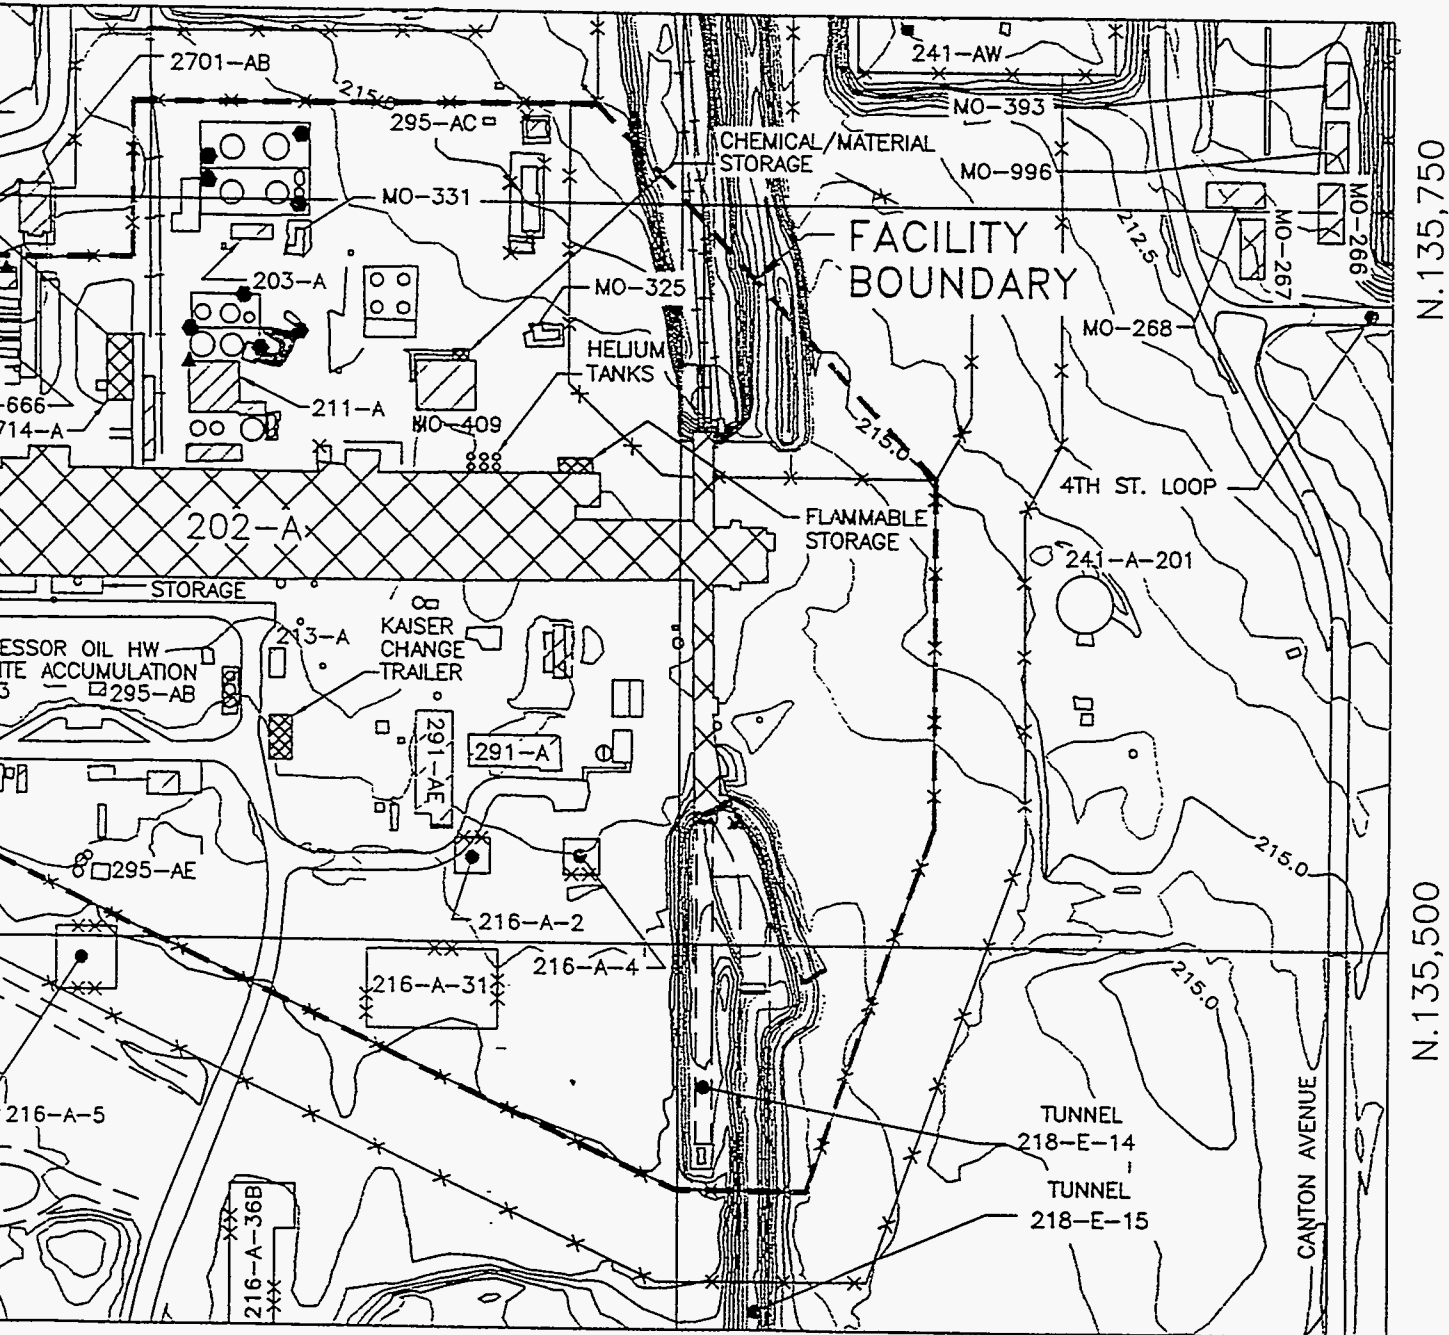 2701-AB
215.0
295-AC
241-AW
MO-393
CHEMICAL/MATERIAL
STORAGE
MO-996
MO-331
MO-266
N.135,750
FACILITY
BOUNDARY
212.5
MO-267
203-A
MO-325
MO-268
HELIUM
TANKS
-666
714-A
211-A
MO-409
215.0
4TH ST. LOOP
202-A
FLAMMABLE
STORAGE
241-A-201
STORAGE
213-A
KAISER
CHANGE
TRAILER
ESSOR OIL HW
ITE ACCUMULATION
3
295-AB
291-AE
291-A
295-AE
215.0
216-A-2
216-A-4
216-A-31
215.0
N.135,500
216-A-5
TUNNEL
218-E-14
TUNNEL
218-E-15
216-A-36B
CANTON AVENUE